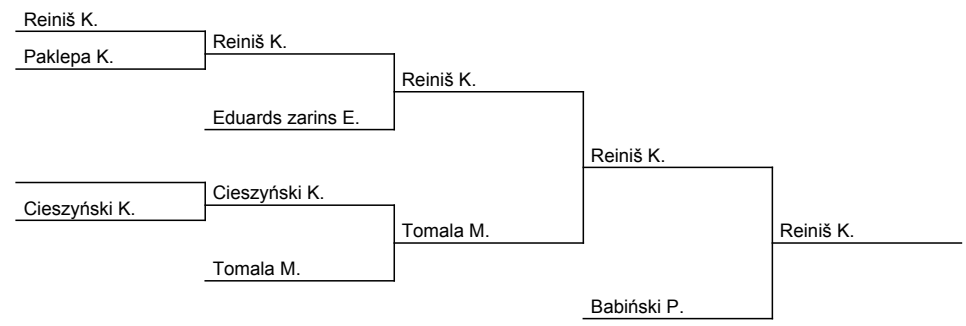 Reiniš K.
Paklepa K.
Reiniš K.
Eduards zarins E.
Reiniš K.
Cieszyński K.
Cieszyński K.
Tomala M.
Tomala M.
Reiniš K.
Babiński P.
Reiniš K.